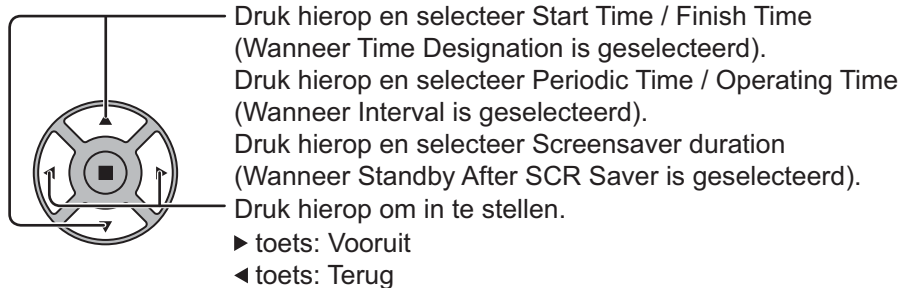 Druk hierop en selecteer Start Time / Finish Time
(Wanneer Time Designation is geselecteerd).
Druk hierop en selecteer Periodic Time / Operating Time
(Wanneer Interval is geselecteerd).
Druk hierop en selecteer Screensaver duration
(Wanneer Standby After SCR Saver is geselecteerd).
Druk hierop om in te stellen.
► toets: Vooruit
◄ toets: Terug